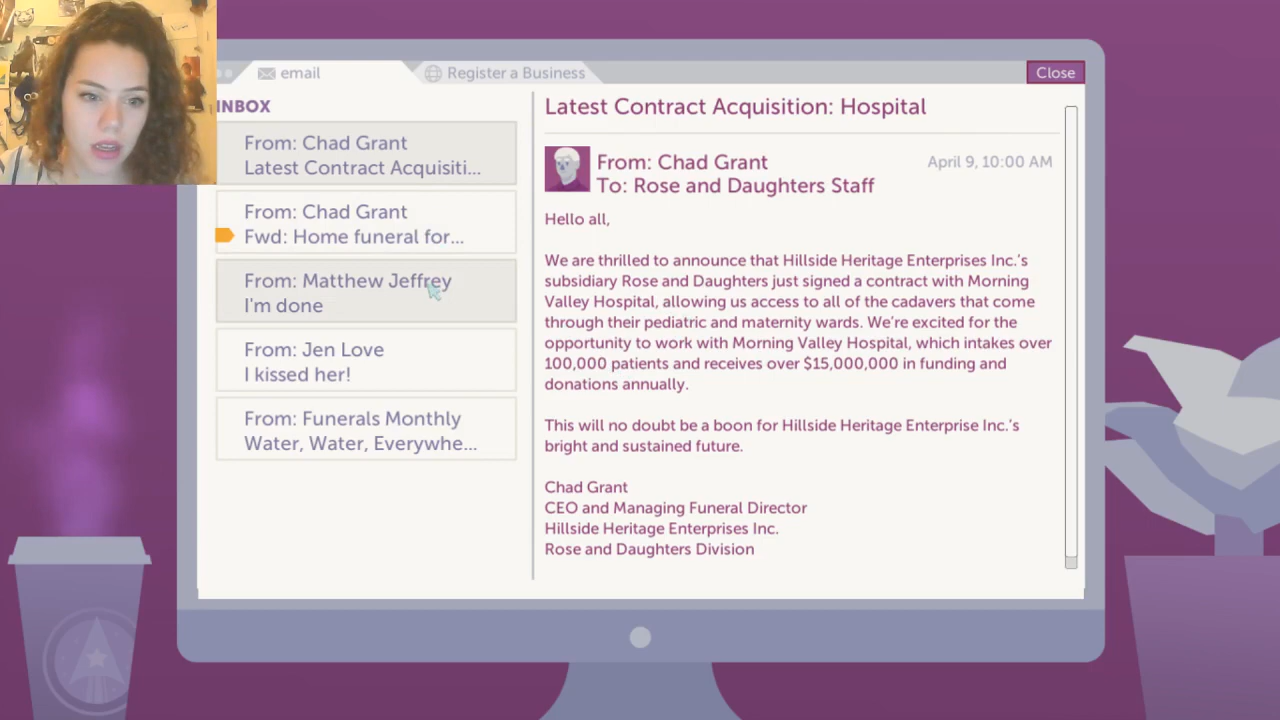 email
Register a Business
Close
INBOX
From: Chad Grant
Latest Contract Acquisiti...
From: Chad Grant
Fwd: Home funeral for...
From: Matthew Jeffrey
I'm done
From: Jen Love
I kissed her!
From: Funerals Monthly
Water, Water, Everywhe...
Latest Contract Acquisition: Hospital
From: Chad Grant
April 9, 10:00 AM
To: Rose and Daughters Staff
Hello all,
We are thrilled to announce that Hillside Heritage Enterprises Inc.'s
subsidiary Rose and Daughters just signed a contract with Morning
Valley Hospital, allowing us access to all of the cadavers that come
through their pediatric and maternity wards. We're excited for the
opportunity to work with Morning Valley Hospital, which intakes over
100,000 patients and receives over $15,000,000 in funding and
donations annually.
This will no doubt be a boon for Hillside Heritage Enterprise Inc.'s
bright and sustained future.
Chad Grant
CEO and Managing Funeral Director
Hillside Heritage Enterprises Inc.
Rose and Daughters Division